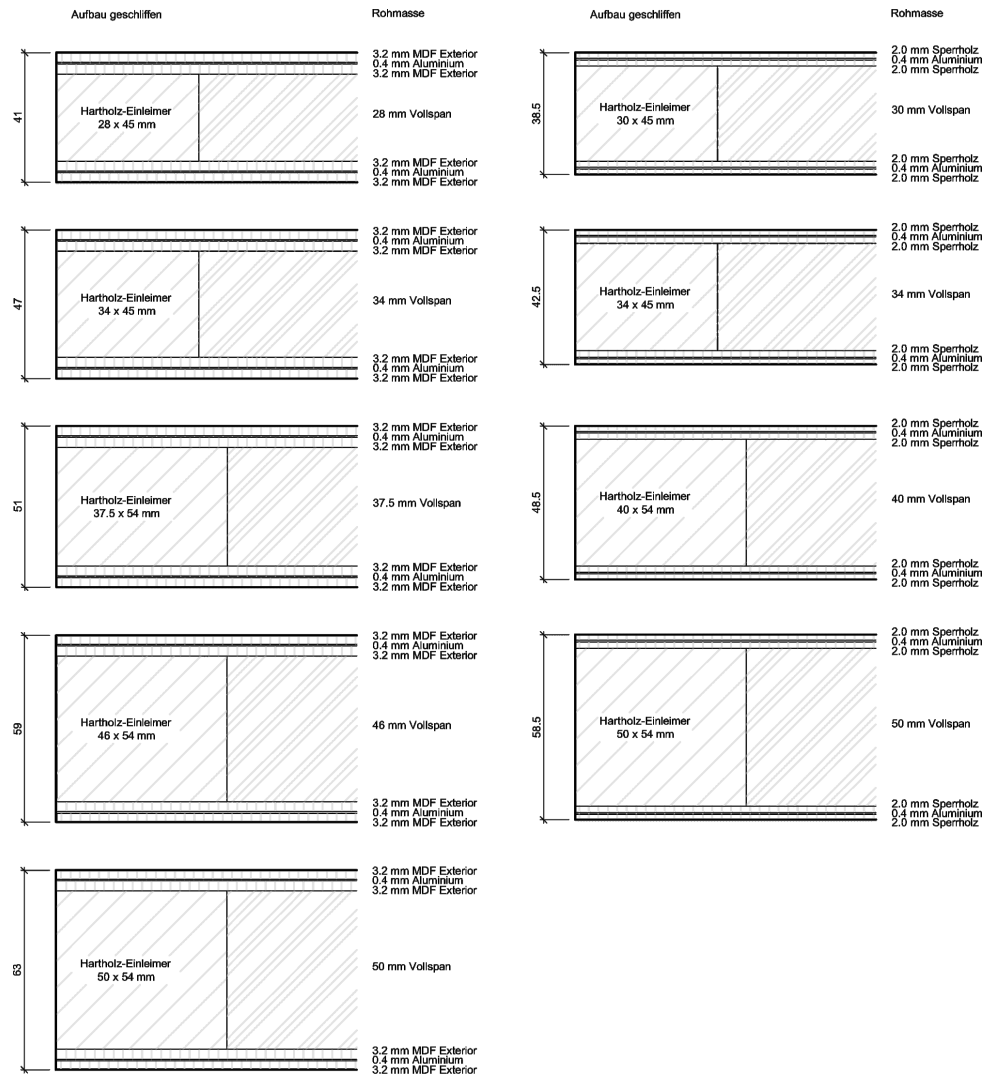 Aufbau geschliffen
Rohmasse
41
Hartholz-Einleimer
28 x 45 mm
3.2 mm MDF Exterior
0.4 mm Aluminium
3.2 mm MDF Exterior
28 mm Vollspan
3.2 mm MDF Exterior
0.4 mm Aluminium
3.2 mm MDF Exterior
47
Hartholz-Einleimer
34 x 45 mm
3.2 mm MDF Exterior
0.4 mm Aluminium
3.2 mm MDF Exterior
34 mm Vollspan
3.2 mm MDF Exterior
0.4 mm Aluminium
3.2 mm MDF Exterior
51
Hartholz-Einleimer
37.5 x 54 mm
3.2 mm MDF Exterior
0.4 mm Aluminium
3.2 mm MDF Exterior
37.5 mm Vollspan
3.2 mm MDF Exterior
0.4 mm Aluminium
3.2 mm MDF Exterior
59
Hartholz-Einleimer
46 x 54 mm
3.2 mm MDF Exterior
0.4 mm Aluminium
3.2 mm MDF Exterior
46 mm Vollspan
3.2 mm MDF Exterior
0.4 mm Aluminium
3.2 mm MDF Exterior
63
Hartholz-Einleimer
50 x 54 mm
3.2 mm MDF Exterior
0.4 mm Aluminium
3.2 mm MDF Exterior
50 mm Vollspan
3.2 mm MDF Exterior
0.4 mm Aluminium
3.2 mm MDF Exterior
Aufbau geschliffen
Rohmasse
38.5
Hartholz-Einleimer
30 x 45 mm
2.0 mm Sperrholz
0.4 mm Aluminium
2.0 mm Sperrholz
30 mm Vollspan
2.0 mm Sperrholz
0.4 mm Aluminium
2.0 mm Sperrholz
42.5
Hartholz-Einleimer
34 x 45 mm
2.0 mm Sperrholz
0.4 mm Aluminium
2.0 mm Sperrholz
34 mm Vollspan
2.0 mm Sperrholz
0.4 mm Aluminium
2.0 mm Sperrholz
48.5
Hartholz-Einleimer
40 x 54 mm
2.0 mm Sperrholz
0.4 mm Aluminium
2.0 mm Sperrholz
40 mm Vollspan
2.0 mm Sperrholz
0.4 mm Aluminium
2.0 mm Sperrholz
58.5
Hartholz-Einleimer
50 x 54 mm
2.0 mm Sperrholz
0.4 mm Aluminium
2.0 mm Sperrholz
50 mm Vollspan
2.0 mm Sperrholz
0.4 mm Aluminium
2.0 mm Sperrholz